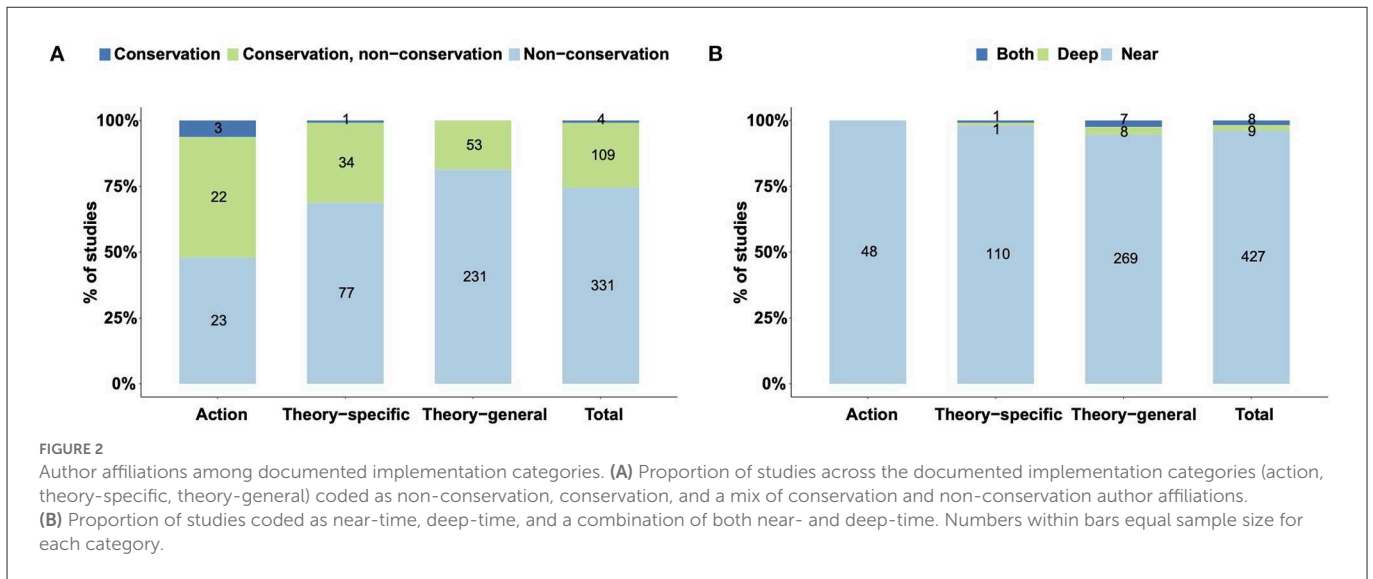 A
Conservation Conservation, non−conservation Non−conservation
100%
75%
50%
25%
0%
% of studies
3
22
23
1
34
77
53
231
4
109
331
Action Theory−specific Theory−general Total
B
Both Deep Near
100%
75%
50%
25%
0%
% of studies
48
1
1
110
7
8
269
8
9
427
Action Theory−specific Theory−general Total
FIGURE 2
Author affiliations among documented implementation categories. (A) Proportion of studies across the documented implementation categories (action,
theory-specific, theory-general) coded as non-conservation, conservation, and a mix of conservation and non-conservation author affiliations.
(B) Proportion of studies coded as near-time, deep-time, and a combination of both near- and deep-time. Numbers within bars equal sample size for
each category.